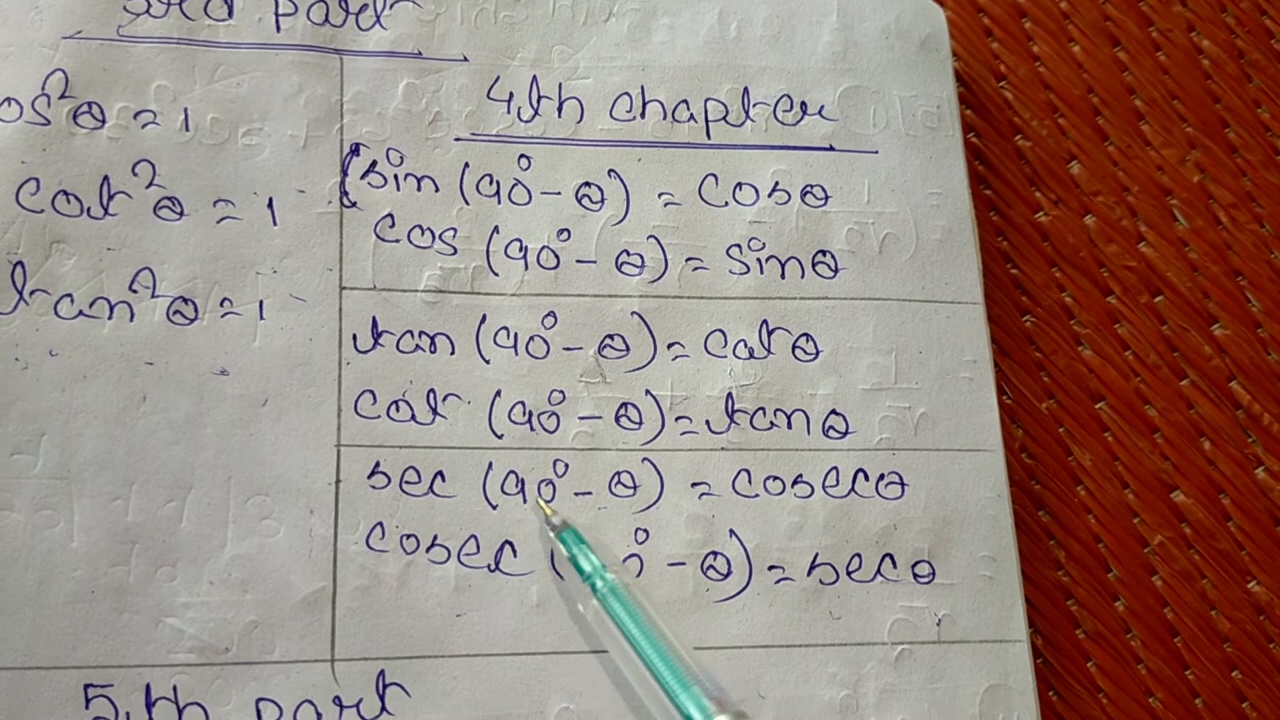 3rd part
os²θ = 1
cot²θ = 1
tan²θ = 1
4th chapter
sin (90° - θ) = cosθ
cos (90° - θ) = sinθ
tan (90° - θ) = catθ
cot (90° - θ) = tanθ
sec (90° - θ) = cosecθ
cosec ( ° - θ) = secθ
5th part